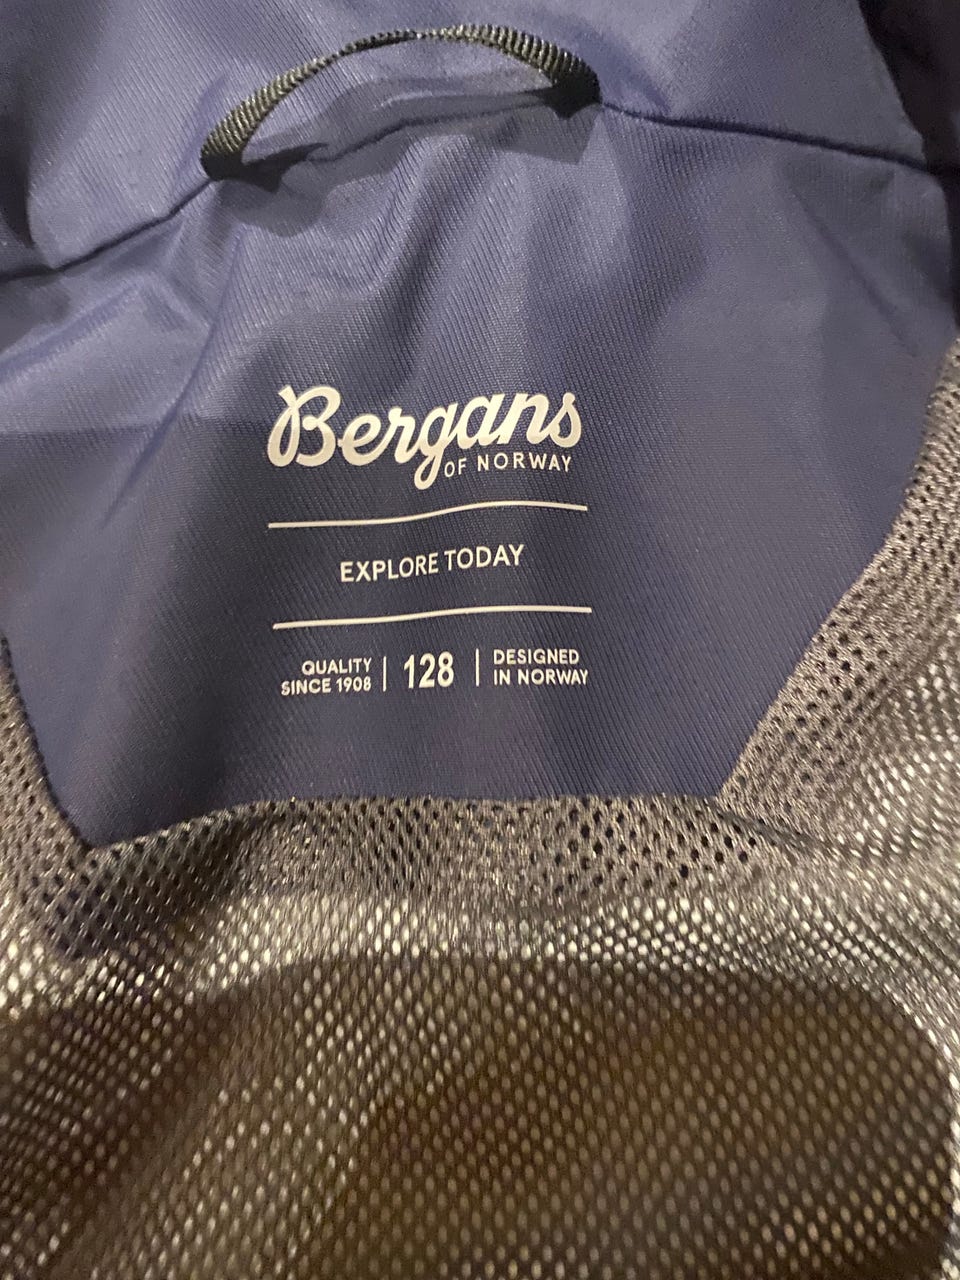 Bergans
OF NORWAY
EXPLORE TODAY
QUALITY
SINCE 1908
128
DESIGNED
IN NORWAY